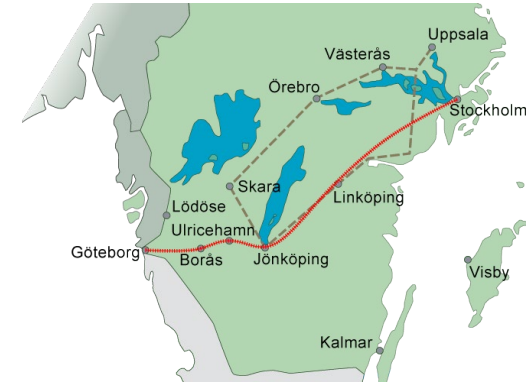 Uppsala
Västerås
Örebro
Stockholm
Skara
Linköping
Lödöse
Ulricehamn
Göteborg
Borås
Jönköping
Visby
Kalmar